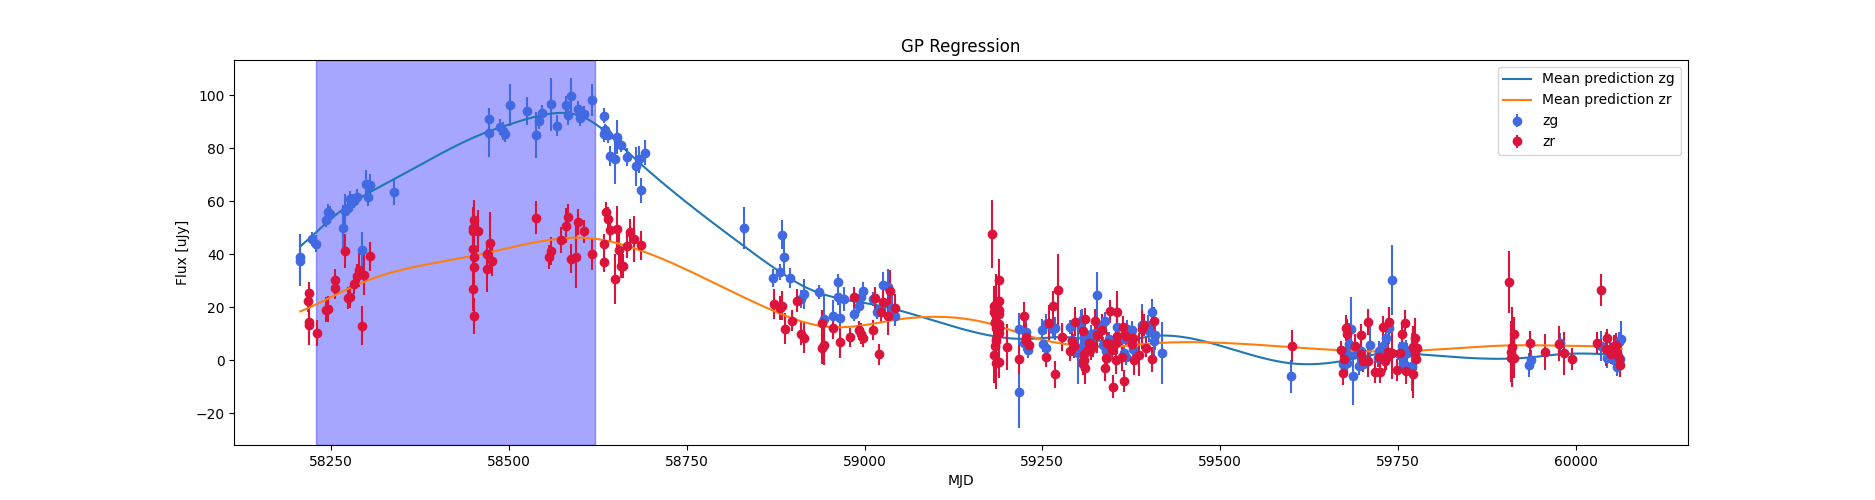 GP Regression
Mean prediction zg
Mean prediction zr
zg
zr
Flux [uJy]
100
80
60
40
20
0
−20
58250 58500 58750 59000 59250 59500 59750 60000
MJD